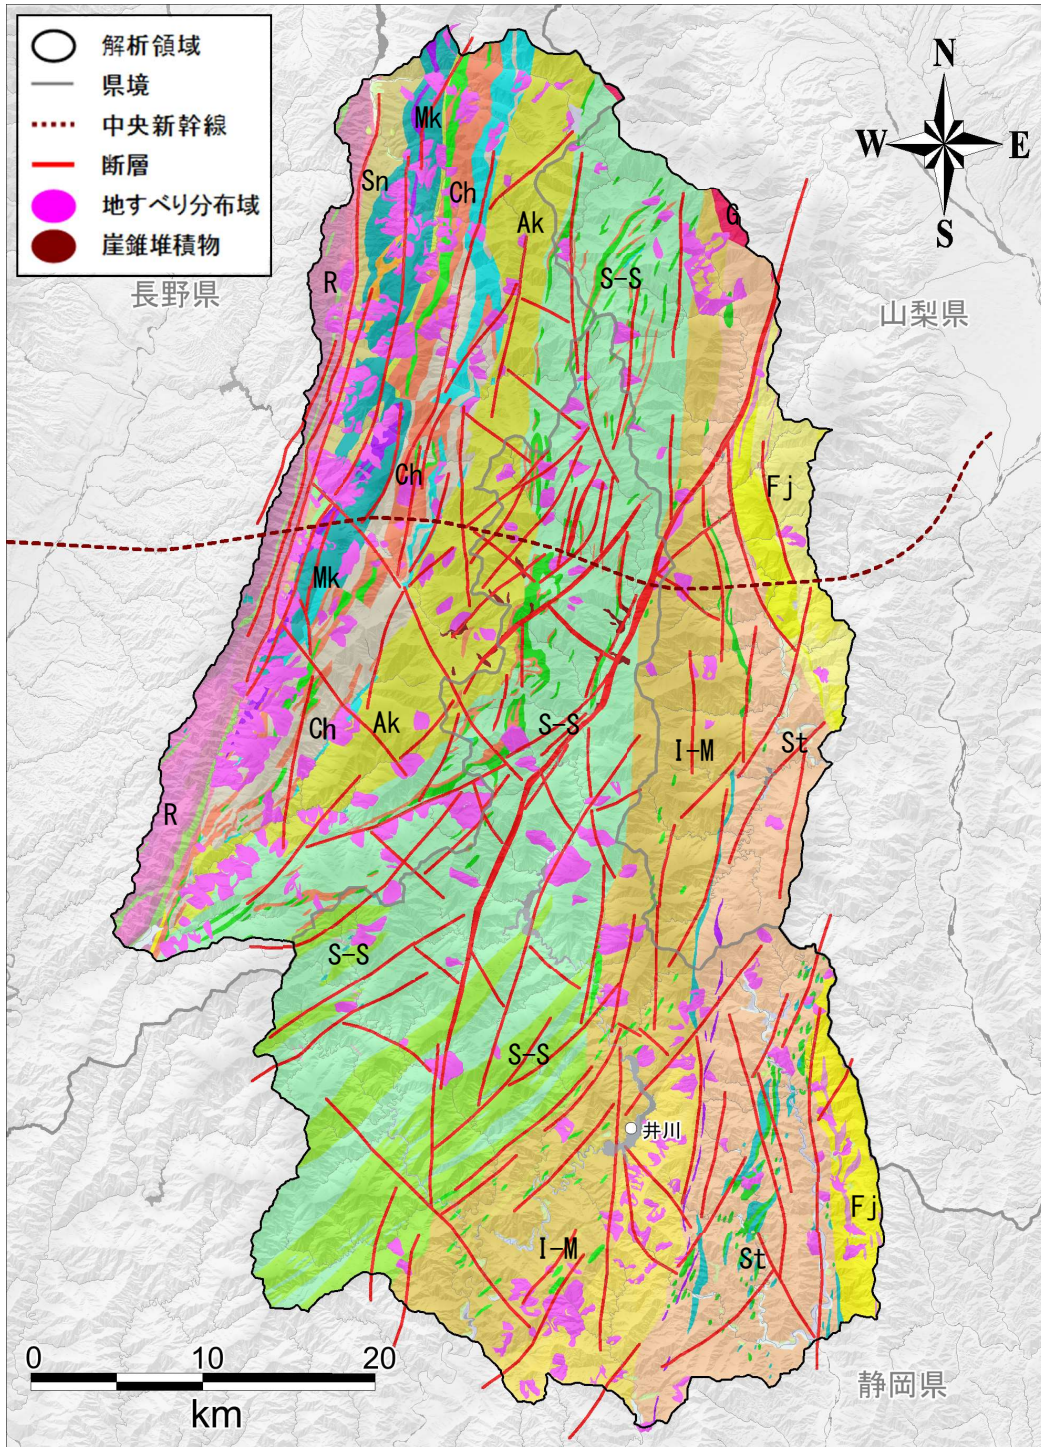 解析領域
県境
中央新幹線
断層
地すべり分布域
崖錐堆積物
N
W E
S
Mk
Sn
Ch
Ak
G
S-S
R
長野県
山梨県
Ch
Fj
Mk
Ch
Ak
S-S
I-M
St
R
S-S
S-S
井川
Fj
I-M
St
0 10 20
km
静岡県